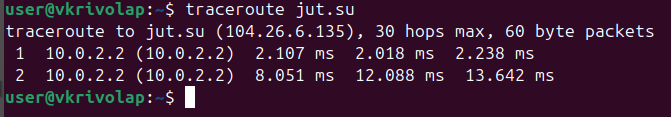 user@vkrivolap:~$ traceroute jut.su
traceroute to jut.su (104.26.6.135), 30 hops max, 60 byte packets
 1  10.0.2.2 (10.0.2.2)  2.107 ms  2.018 ms  2.238 ms
 2  10.0.2.2 (10.0.2.2)  8.051 ms  12.088 ms  13.642 ms
user@vkrivolap:~$